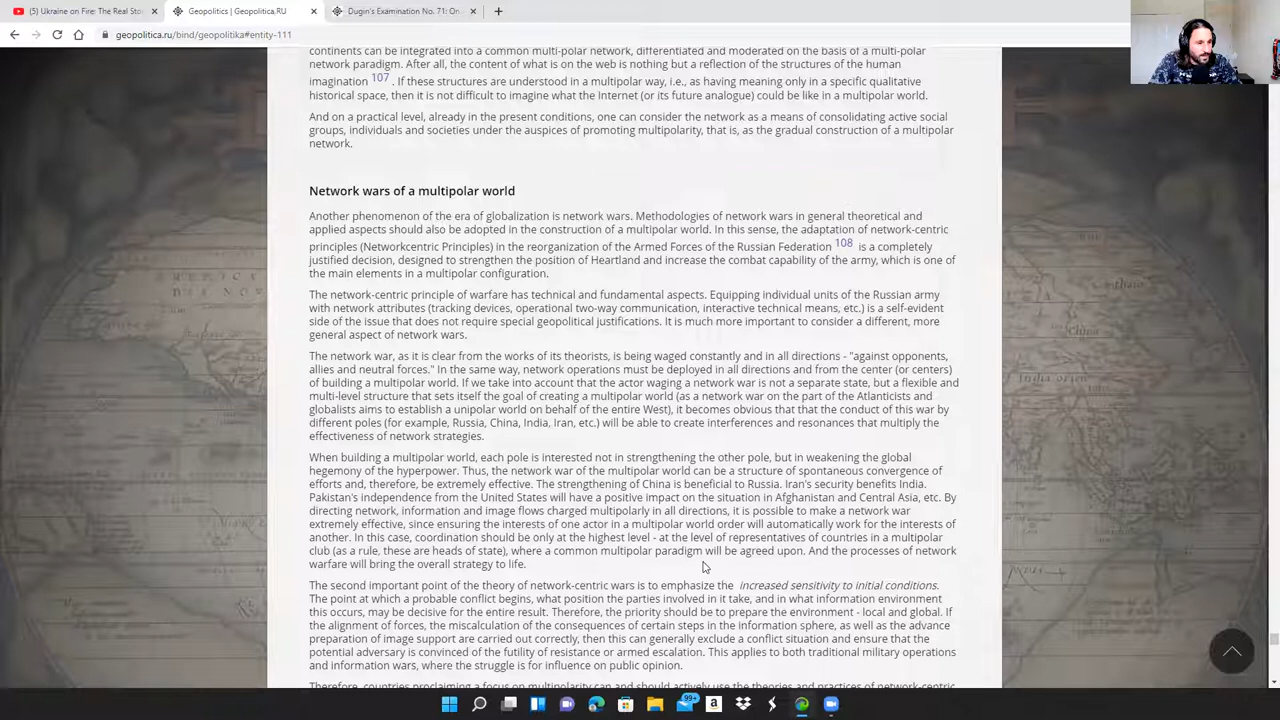 (5) Ukraine on Fire: The Real Sto
Geopolitics | Geopolitica.RU
Dugin's Examination No. 71: On
geopolitica.ru/bind/geopolitika#entity-111
continents can be integrated into a common multi-polar network, differentiated and moderated on the basis of a multi-polar
network paradigm. After all, the content of what is on the web is nothing but a reflection of the structures of the human
imagination 107 . If these structures are understood in a multipolar way, i.e., as having meaning only in a specific qualitative
historical space, then it is not difficult to imagine what the Internet (or its future analogue) could be like in a multipolar world.
And on a practical level, already in the present conditions, one can consider the network as a means of consolidating active social
groups, individuals and societies under the auspices of promoting multipolarity, that is, as the gradual construction of a multipolar
network.
Network wars of a multipolar world
Another phenomenon of the era of globalization is network wars. Methodologies of network wars in general theoretical and
applied aspects should also be adopted in the construction of a multipolar world. In this sense, the adaptation of network-centric
principles (Networkcentric Principles) in the reorganization of the Armed Forces of the Russian Federation 108 is a completely
justified decision, designed to strengthen the position of Heartland and increase the combat capability of the army, which is one of
the main elements in a multipolar configuration.
The network-centric principle of warfare has technical and fundamental aspects. Equipping individual units of the Russian army
with network attributes (tracking devices, operational two-way communication, interactive technical means, etc.) is a self-evident
side of the issue that does not require special geopolitical justifications. It is much more important to consider a different, more
general aspect of network wars.
The network war, as it is clear from the works of its theorists, is being waged constantly and in all directions - "against opponents,
allies and neutral forces." In the same way, network operations must be deployed in all directions and from the center (or centers)
of building a multipolar world. If we take into account that the actor waging a network war is not a separate state, but a flexible and
multi-level structure that sets itself the goal of creating a multipolar world (as a network war on the part of the Atlanticists and
globalists aims to establish a unipolar world on behalf of the entire West), it becomes obvious that that the conduct of this war by
different poles (for example, Russia, China, India, Iran, etc.) will be able to create interferences and resonances that multiply the
effectiveness of network strategies.
When building a multipolar world, each pole is interested not in strengthening the other pole, but in weakening the global
hegemony of the hyperpower. Thus, the network war of the multipolar world can be a structure of spontaneous convergence of
efforts and, therefore, be extremely effective. The strengthening of China is beneficial to Russia. Iran's security benefits India.
Pakistan's independence from the United States will have a positive impact on the situation in Afghanistan and Central Asia, etc. By
directing network, information and image flows charged multipolarly in all directions, it is possible to make a network war
extremely effective, since ensuring the interests of one actor in a multipolar world order will automatically work for the interests of
another. In this case, coordination should be only at the highest level - at the level of representatives of countries in a multipolar
club (as a rule, these are heads of state), where a common multipolar paradigm will be agreed upon. And the processes of network
warfare will bring the overall strategy to life.
The second important point of the theory of network-centric wars is to emphasize the increased sensitivity to initial conditions.
The point at which a probable conflict begins, what position the parties involved in it take, and in what information environment
this occurs, may be decisive for the entire result. Therefore, the priority should be to prepare the environment - local and global. If
the alignment of forces, the miscalculation of the consequences of certain steps in the information sphere, as well as the advance
preparation of image support are carried out correctly, then this can generally exclude a conflict situation and ensure that the
potential adversary is convinced of the futility of resistance or armed escalation. This applies to both traditional military operations
and information wars, where the struggle is for influence on public opinion.
Therefore, countries proclaiming a focus on multipolarity can and should actively use the theories and practices of network-centric
99+